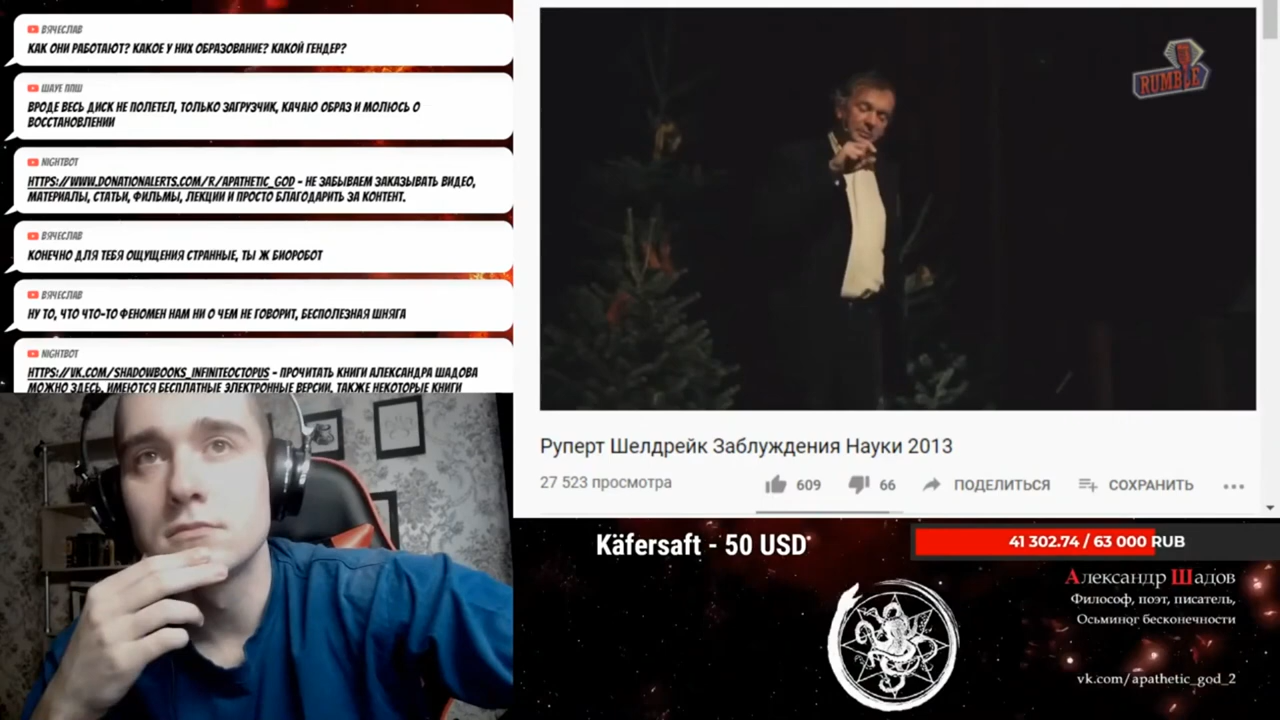 ВЯЧЕСЛАВ
КАК ОНИ РАБОТАЮТ? КАКОЕ У НИХ ОБРАЗОВАНИЕ? КАКОЙ ГЕНДЕР?
ШАУЕ ППШ
ВРОДЕ ВЕСЬ ДИСК НЕ ПОЛЕТЕЛ, ТОЛЬКО ЗАГРУЗЧИК, КАЧАЮ ОБРАЗ И МОЛЮСЬ О
ВОССТАНОВЛЕНИИ
NIGHTBOT
HTTPS://WWW.DONATIONALERTS.COM/R/APATHETIC_GOD - НЕ ЗАБЫВАЕМ ЗАКАЗЫВАТЬ ВИДЕО,
МАТЕРИАЛЫ, СТАТЬИ, ФИЛЬМЫ, ЛЕКЦИИ И ПРОСТО БЛАГОДАРИТЬ ЗА КОНТЕНТ.
ВЯЧЕСЛАВ
КОНЕЧНО ДЛЯ ТЕБЯ ОЩУЩЕНИЯ СТРАННЫЕ, ТЫ Ж БИОРОБОТ
ВЯЧЕСЛАВ
НУ ТО, ЧТО ЧТО-ТО ФЕНОМЕН НАМ НИ О ЧЕМ НЕ ГОВОРИТ, БЕСПОЛЕЗНАЯ ШНЯГА
NIGHTBOT
HTTPS://VK.COM/SHADOWBOOKS_INFINITEOCTOPUS - ПРОЧИТАТЬ КНИГИ АЛЕКСАНДРА ШАДОВА
МОЖНО ЗДЕСЬ, ИМЕЮТСЯ БЕСПЛАТНЫЕ ЭЛЕКТРОННЫЕ ВЕРСИИ, ТАКЖЕ НЕКОТОРЫЕ КНИГИ
RUMBLE
Руперт Шелдрейк Заблуждения Науки 2013
27 523 просмотра
609
66
ПОДЕЛИТЬСЯ
СОХРАНИТЬ
Käfersaft - 50 USD
41 302.74 / 63 000 RUB
Александр Шадов
Философ, поэт, писатель,
Осьминог бесконечности
vk.com/apathetic_god_2